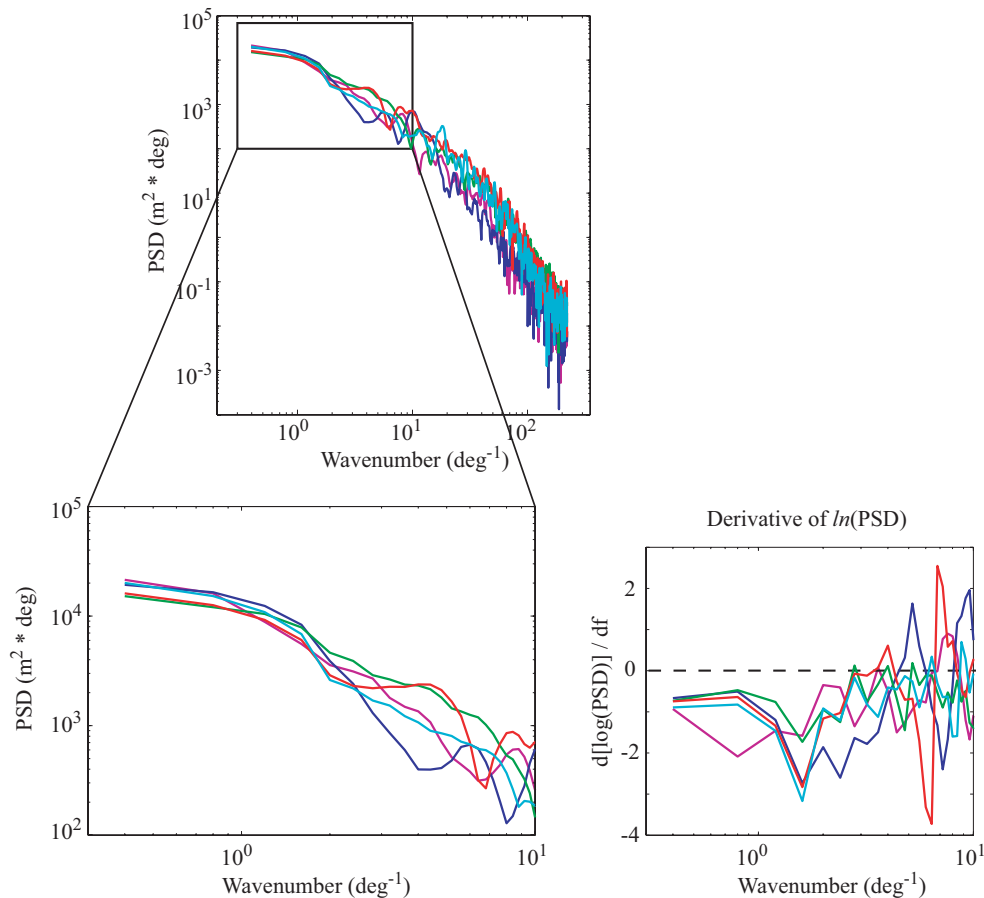 10^5
10^3
10^1
10^-1
10^-3
PSD (m^2 * deg)
10^0
10^1
10^2
Wavenumber (deg^-1)
10^5
10^4
10^3
10^2
PSD (m^2 * deg)
10^0
10^1
Wavenumber (deg^-1)
Derivative of ln(PSD)
2
0
-2
-4
d[log(PSD)] / df
10^0
10^1
Wavenumber (deg^-1)